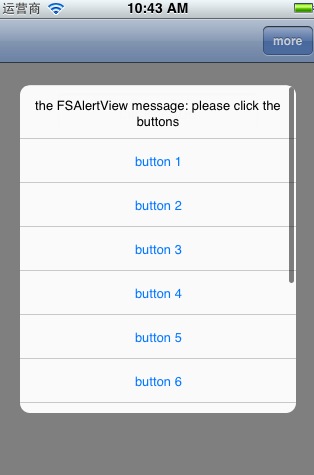 运营商 10:43 AM
more
the FSAlertView message: please click the
buttons
button 1
button 2
button 3
button 4
button 5
button 6